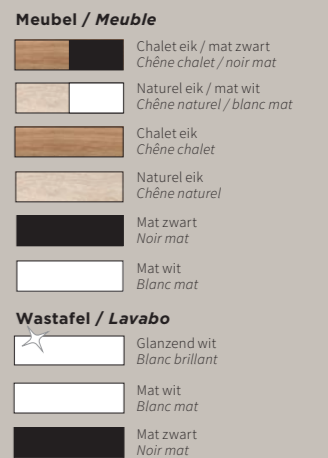 Meubel / Meuble
Chalet eik / mat zwart
Chêne chalet / noir mat
Naturel eik / mat wit
Chêne naturel / blanc mat
Chalet eik
Chêne chalet
Naturel eik
Chêne naturel
Mat zwart
Noir mat
Mat wit
Blanc mat
Wastafel / Lavabo
Glanzend wit
Blanc brillant
Mat wit
Blanc mat
Mat zwart
Noir mat